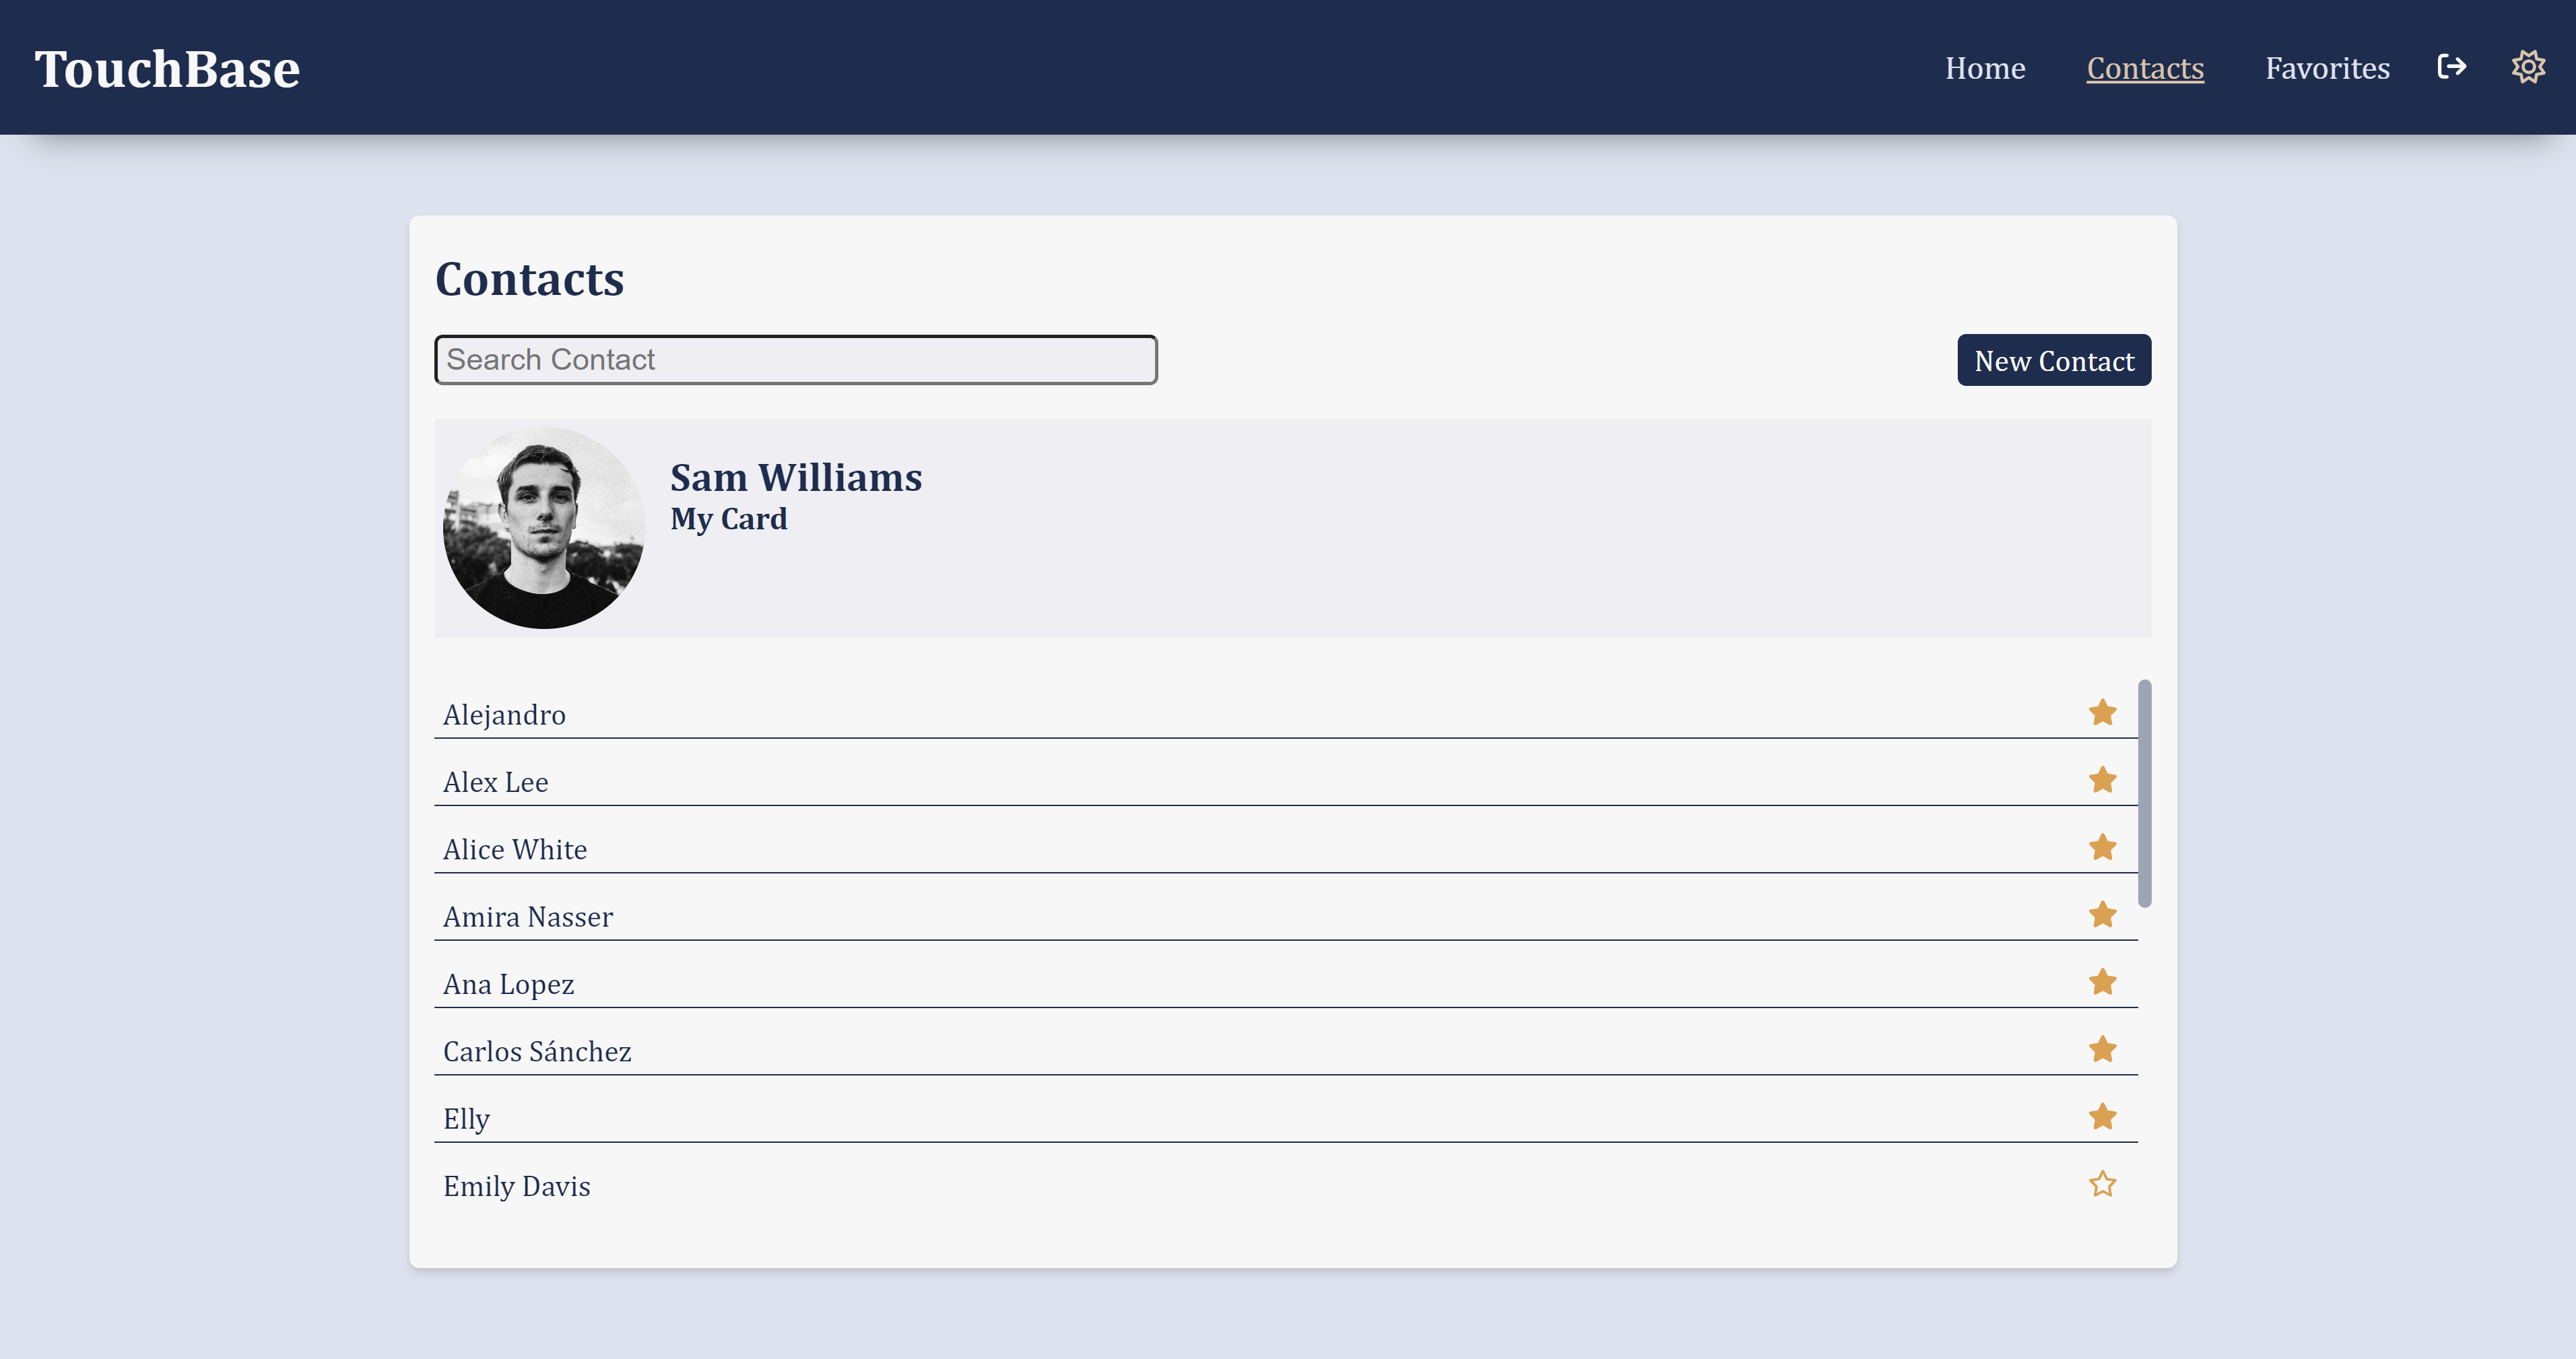 TouchBase
Home Contacts Favorites
Contacts
Search Contact
New Contact
Sam Williams
My Card
Alejandro
Alex Lee
Alice White
Amira Nasser
Ana Lopez
Carlos Sánchez
Elly
Emily Davis